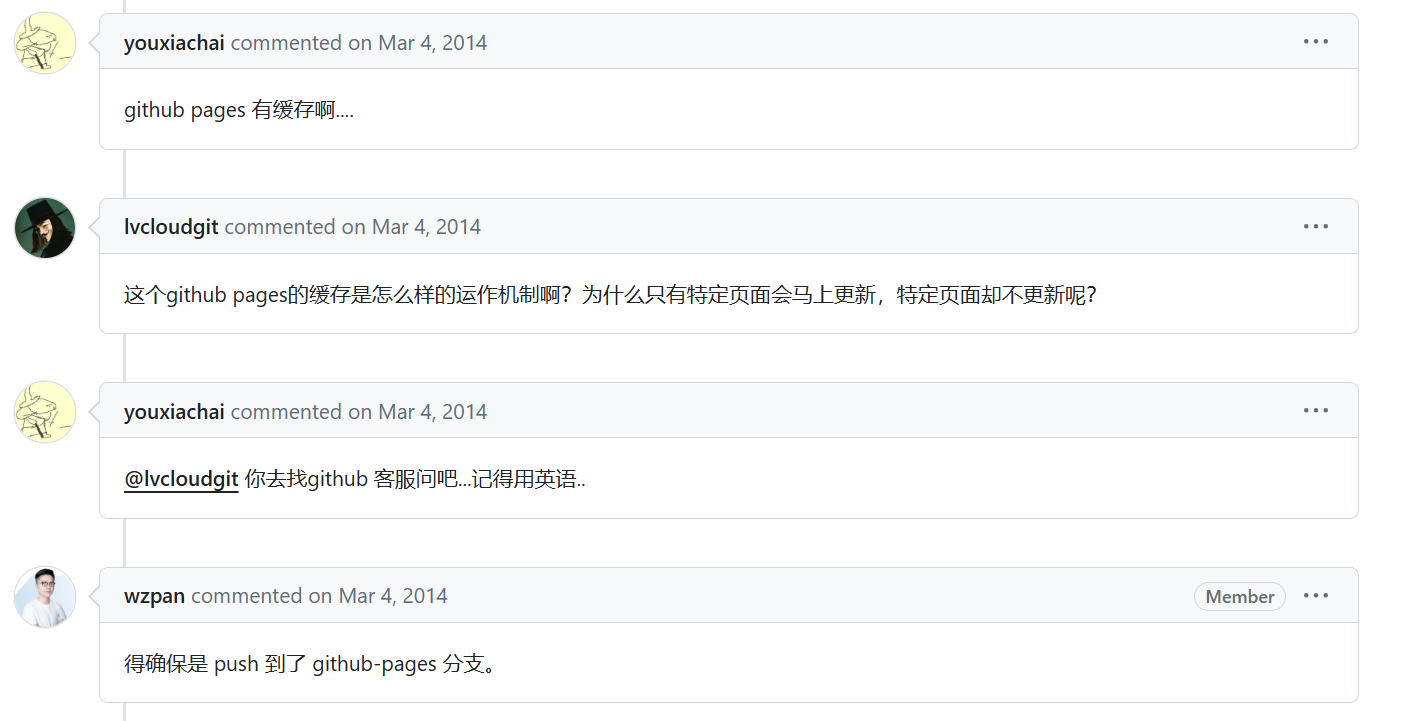 youxiachai commented on Mar 4, 2014
github pages 有缓存啊....
lvcloudgit commented on Mar 4, 2014
这个github pages的缓存是怎么样的运作机制啊？为什么只有特定页面会马上更新，特定页面却不更新呢？
youxiachai commented on Mar 4, 2014
@lvcloudgit 你去找github 客服问吧...记得用英语..
wzpan commented on Mar 4, 2014 Member
得确保是 push 到了 github-pages 分支。